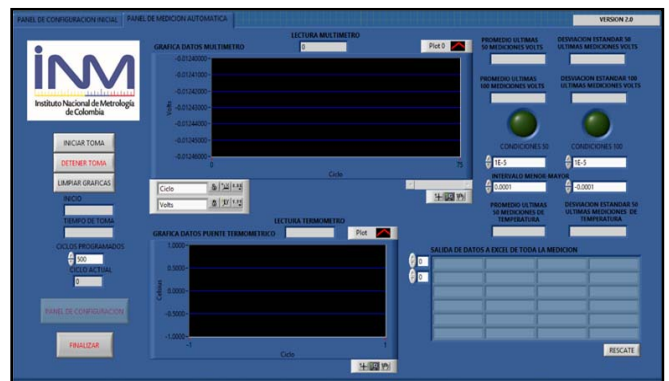 PANEL DE CONFIGURACION INICIAL
PANEL DE MEDICION AUTOMATICA
VERSION 2.0
inm
Instituto Nacional de Metrología
de Colombia
INICIAR TOMA
DETENER TOMA
LIMPIAR GRAFICAS
INICIO
TIEMPO DE TOMA
CICLOS PROGRAMADOS
500
CICLO ACTUAL
0
PANEL DE CONFIGURACION
FINALIZAR
LECTURA MULTIMETRO
GRAFICA DATOS MULTIMETRO
0
Plot 0
-0.01240000
-0.01241000
-0.01242000
-0.01243000
-0.01244000
-0.01245000
-0.01246000
Volts
0
73
Ciclo
Ciclo
Volts
LECTURA TERMOMETRO
GRAFICA DATOS PUENTE TERMOMETRICO
Plot
1.0000
0.5000
0.0000
-0.5000
-1.0000
Celsius
-1
1
Ciclo
PROMEDIO ULTIMAS
50 MEDICIONES VOLTS
DESVIACION ESTANDAR 50
ULTIMAS MEDICIONES VOLTS
PROMEDIO ULTIMAS
100 MEDICIONES VOLTS
DESVIACION ESTANDAR 100
ULTIMAS MEDICIONES VOLTS
CONDICIONES 50
CONDICIONES 100
1E-5
1E-5
INTERVALO MENOR MAYOR
0.0001
-0.0001
PROMEDIO ULTIMAS
50 MEDICIONES DE
TEMPERATURA
DESVIACION ESTANDAR 50
ULTIMAS MEDICIONES DE
TEMPERATURA
SALIDA DE DATOS A EXCEL DE TODA LA MEDICION
0
0
RESCATE